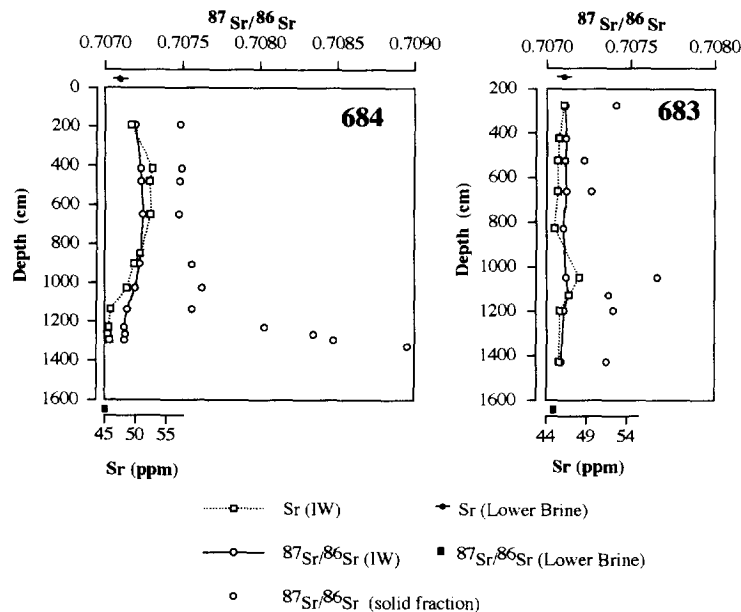 87Sr/86Sr
0.7070 0.7075 0.7080 0.7085 0.7090
0
200
400
600
800
1000
1200
1400
1600
Depth (cm)
684
45 50 55
Sr (ppm)
87Sr/86Sr
0.7070 0.7075 0.7080
200
400
600
800
1000
1200
1400
1600
Depth (cm)
683
44 49 54
Sr (ppm)
Sr (IW)
Sr (Lower Brine)
87Sr/86Sr (IW)
87Sr/86Sr (Lower Brine)
87Sr/86Sr (solid fraction)